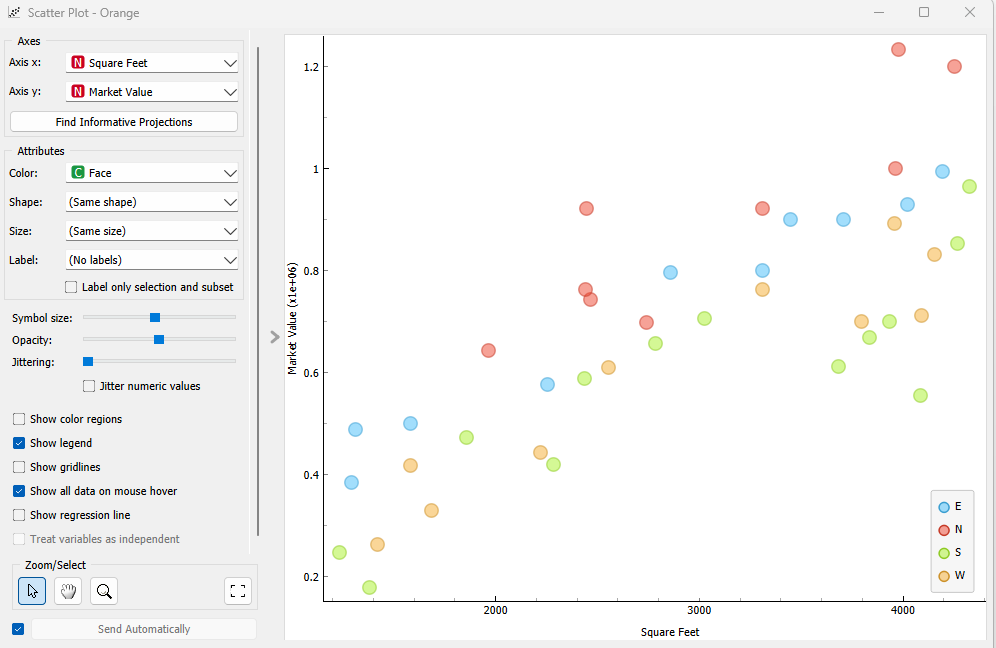 Scatter Plot - Orange
Axes
Axis x: N Square Feet
Axis y: N Market Value
Find Informative Projections
Attributes
Color: C Face
Shape: (Same shape)
Size: (Same size)
Label: (No labels)
Label only selection and subset
Symbol size:
Opacity:
Jittering:
Jitter numeric values
Show color regions
Show legend
Show gridlines
Show all data on mouse hover
Show regression line
Treat variables as independent
Zoom/Select
Send Automatically
Market Value (x1e+06)
1.2
1
0.8
0.6
0.4
0.2
2000 3000 4000
Square Feet
E
N
S
W